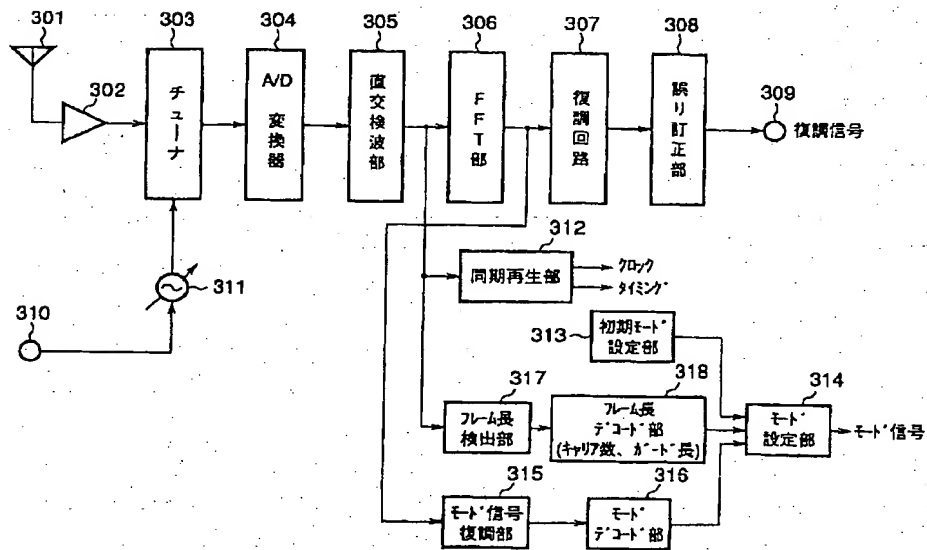 301
302
303
チューナ
304
A/D
変換器
305
直交検波部
306
FFT部
307
復調回路
308
誤り訂正部
309
復調信号
310
311
312
同期再生部
クロック
タイミング
313
初期モード
設定部
317
フレーム長
検出部
318
フレーム長
デコード部
(キャリア数、ガード長)
314
モード
設定部
モード信号
315
モード信号
復調部
316
モード
デコード部